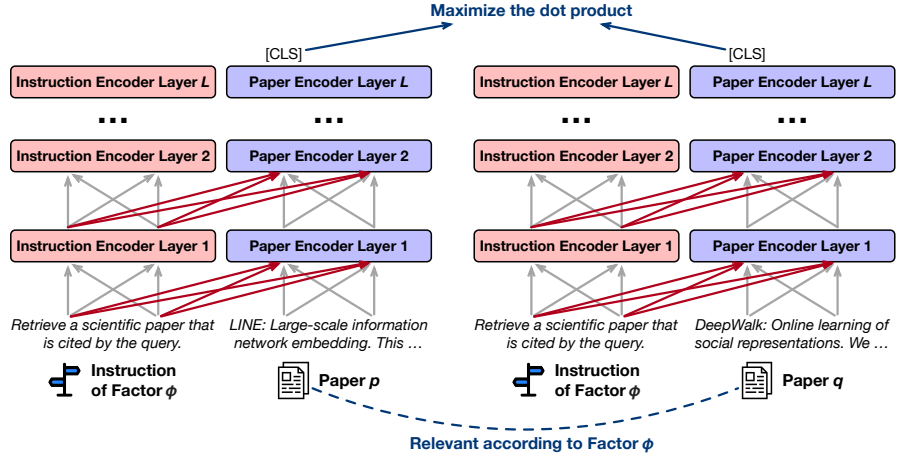 Maximize the dot product
[CLS] [CLS]
Instruction Encoder Layer L Paper Encoder Layer L Instruction Encoder Layer L Paper Encoder Layer L
... ... ... ...
Instruction Encoder Layer 2 Paper Encoder Layer 2 Instruction Encoder Layer 2 Paper Encoder Layer 2
Instruction Encoder Layer 1 Paper Encoder Layer 1 Instruction Encoder Layer 1 Paper Encoder Layer 1
Retrieve a scientific paper that
is cited by the query.
LINE: Large-scale information
network embedding. This ...
Retrieve a scientific paper that
is cited by the query.
DeepWalk: Online learning of
social representations. We ...
Instruction
of Factor ϕ
Paper p
Instruction
of Factor ϕ
Paper q
Relevant according to Factor ϕ